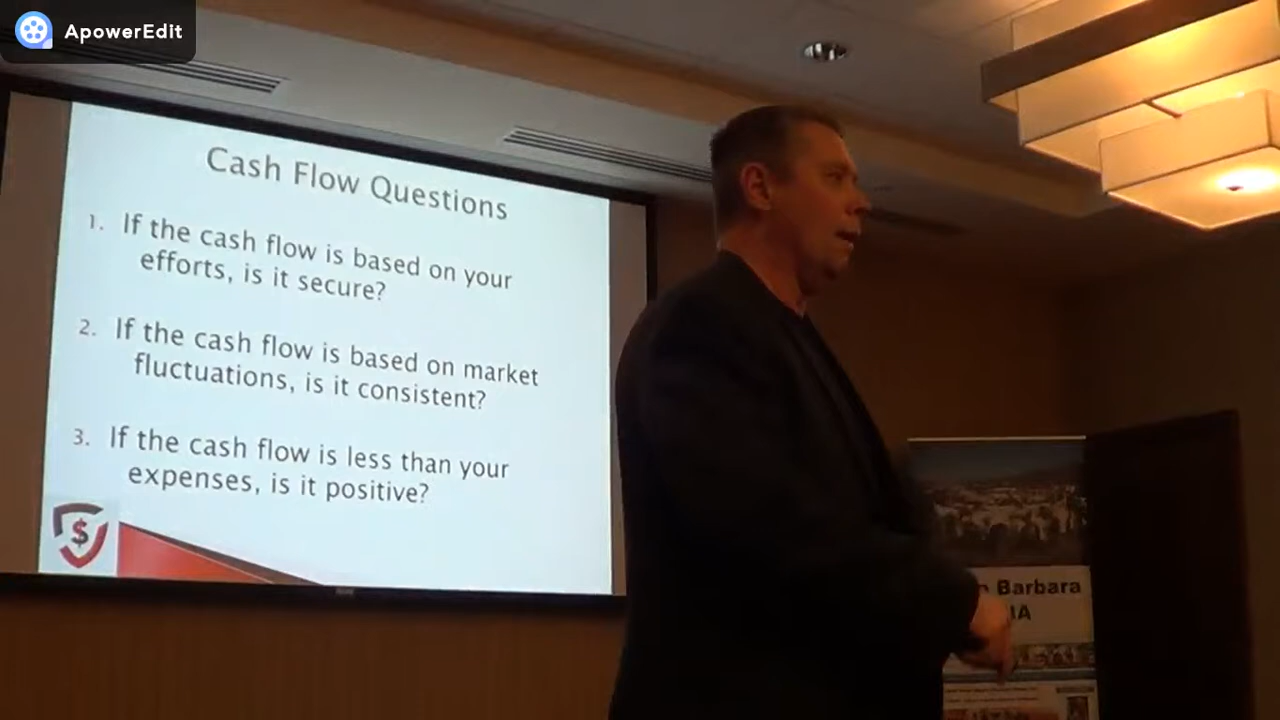 ApowerEdit
Cash Flow Questions
1. If the cash flow is based on your
efforts, is it secure?
2. If the cash flow is based on market
fluctuations, is it consistent?
3. If the cash flow is less than your
expenses, is it positive?
$
Barbara
IA